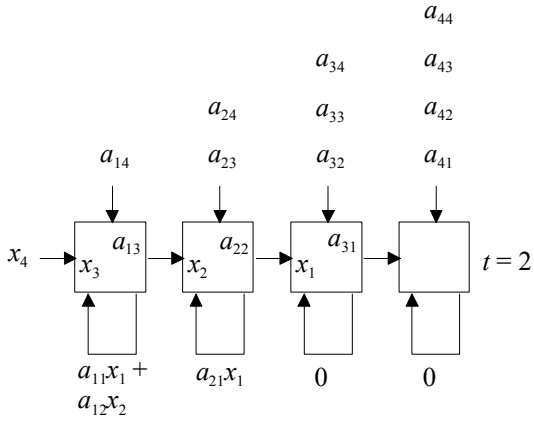 a₄₄
a₃₄ a₄₃
a₂₄ a₃₃ a₄₂
a₁₄ a₂₃ a₃₂ a₄₁
a₁₃ a₂₂ a₃₁
x₄ x₃ x₂ x₁ t = 2
a₁₁x₁ + a₂₁x₁ 0 0
a₁₂x₂